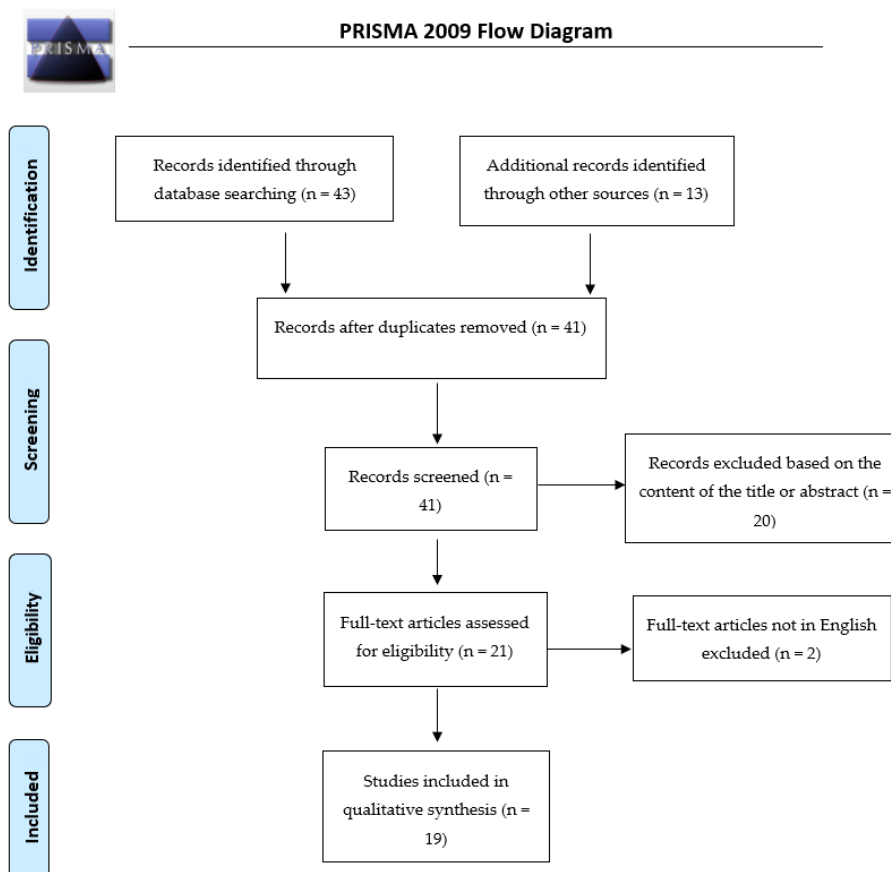 PRISMA 2009 Flow Diagram
PRISMA
Identification
Records identified through
database searching (n = 43)
Additional records identified
through other sources (n = 13)
Records after duplicates removed (n = 41)
Screening
Records screened (n =
41)
Records excluded based on the
content of the title or abstract (n =
20)
Eligibility
Full-text articles assessed
for eligibility (n = 21)
Full-text articles not in English
excluded (n = 2)
Included
Studies included in
qualitative synthesis (n =
19)